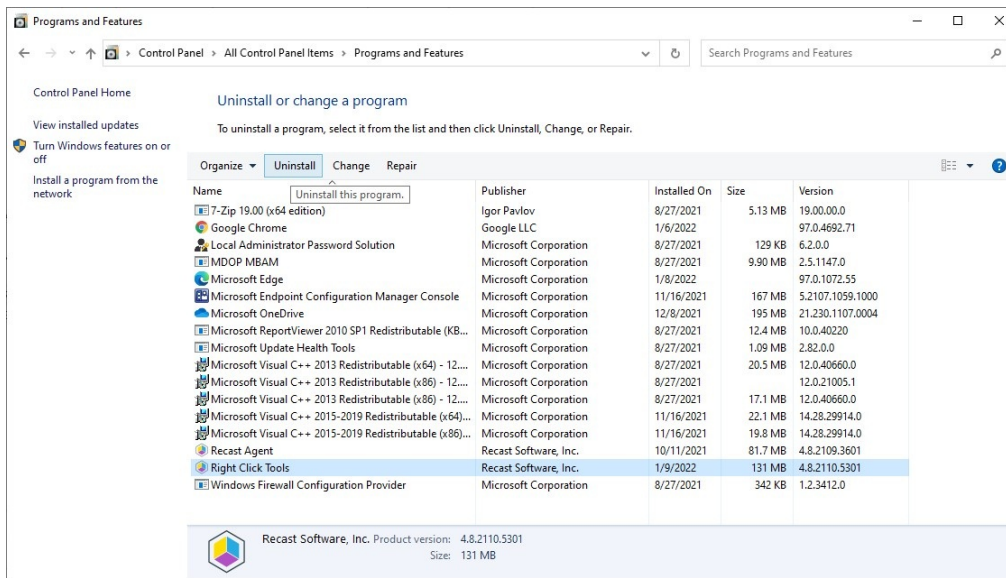 Programs and Features
Control Panel > All Control Panel Items > Programs and Features
Search Programs and Features
Control Panel Home
View installed updates
Turn Windows features on or
off
Install a program from the
network
Uninstall or change a program
To uninstall a program, select it from the list and then click Uninstall, Change, or Repair.
Organize Uninstall Change Repair
Name Publisher Installed On Size Version
Uninstall this program.
7-Zip 19.00 (x64 edition) Igor Pavlov 8/27/2021 5.13 MB 19.00.00.0
Google Chrome Google LLC 1/6/2022 97.0.4692.71
Local Administrator Password Solution Microsoft Corporation 8/27/2021 129 KB 6.2.0.0
MDOP MBAM Microsoft Corporation 8/27/2021 9.90 MB 2.5.1147.0
Microsoft Edge Microsoft Corporation 1/8/2022 97.0.1072.55
Microsoft Endpoint Configuration Manager Console Microsoft Corporation 11/16/2021 167 MB 5.2107.1059.1000
Microsoft OneDrive Microsoft Corporation 12/8/2021 195 MB 21.230.1107.0004
Microsoft ReportViewer 2010 SP1 Redistributable (KB... Microsoft Corporation 8/27/2021 12.4 MB 10.0.40220
Microsoft Update Health Tools Microsoft Corporation 8/27/2021 1.09 MB 2.82.0.0
Microsoft Visual C++ 2013 Redistributable (x64) - 12.... Microsoft Corporation 8/27/2021 20.5 MB 12.0.40660.0
Microsoft Visual C++ 2013 Redistributable (x86) - 12.... Microsoft Corporation 8/27/2021 12.0.21005.1
Microsoft Visual C++ 2013 Redistributable (x86) - 12.... Microsoft Corporation 8/27/2021 17.1 MB 12.0.40660.0
Microsoft Visual C++ 2015-2019 Redistributable (x64)... Microsoft Corporation 11/16/2021 22.1 MB 14.28.29914.0
Microsoft Visual C++ 2015-2019 Redistributable (x86)... Microsoft Corporation 11/16/2021 19.8 MB 14.28.29914.0
Recast Agent Recast Software, Inc. 10/11/2021 81.7 MB 4.8.2109.3601
Right Click Tools Recast Software, Inc. 1/9/2022 131 MB 4.8.2110.5301
Windows Firewall Configuration Provider Microsoft Corporation 8/27/2021 342 KB 1.2.3412.0
Recast Software, Inc. Product version: 4.8.2110.5301
Size: 131 MB